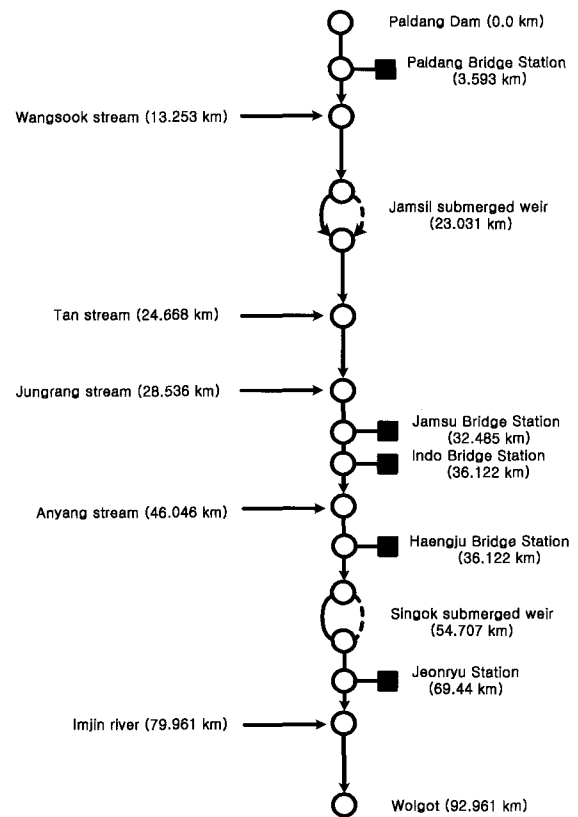 Paldang Dam (0.0 km)
Paldang Bridge Station
(3.593 km)
Wangsook stream (13.253 km)
Jamsil submerged weir
(23.031 km)
Tan stream (24.668 km)
Jungrang stream (28.536 km)
Jamsu Bridge Station
(32.485 km)
Indo Bridge Station
(36.122 km)
Anyang stream (46.046 km)
Haengju Bridge Station
(36.122 km)
Singok submerged weir
(54.707 km)
Jeonryu Station
(69.44 km)
Imjin river (79.961 km)
Wolgot (92.961 km)